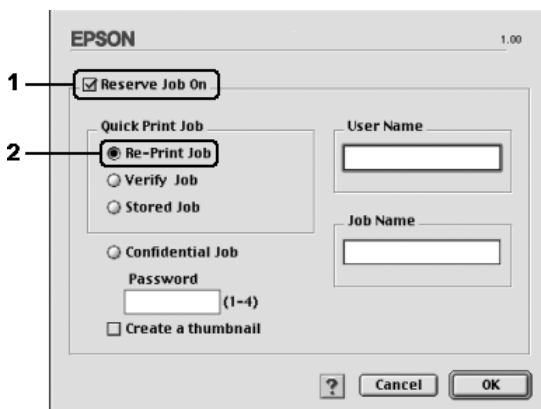 EPSON 1.00
1 Reserve Job On
Quick Print Job
2 Re-Print Job
Verify Job
Stored Job
Confidential Job
Password
(1-4)
Create a thumbnail
User Name
Job Name
? Cancel OK